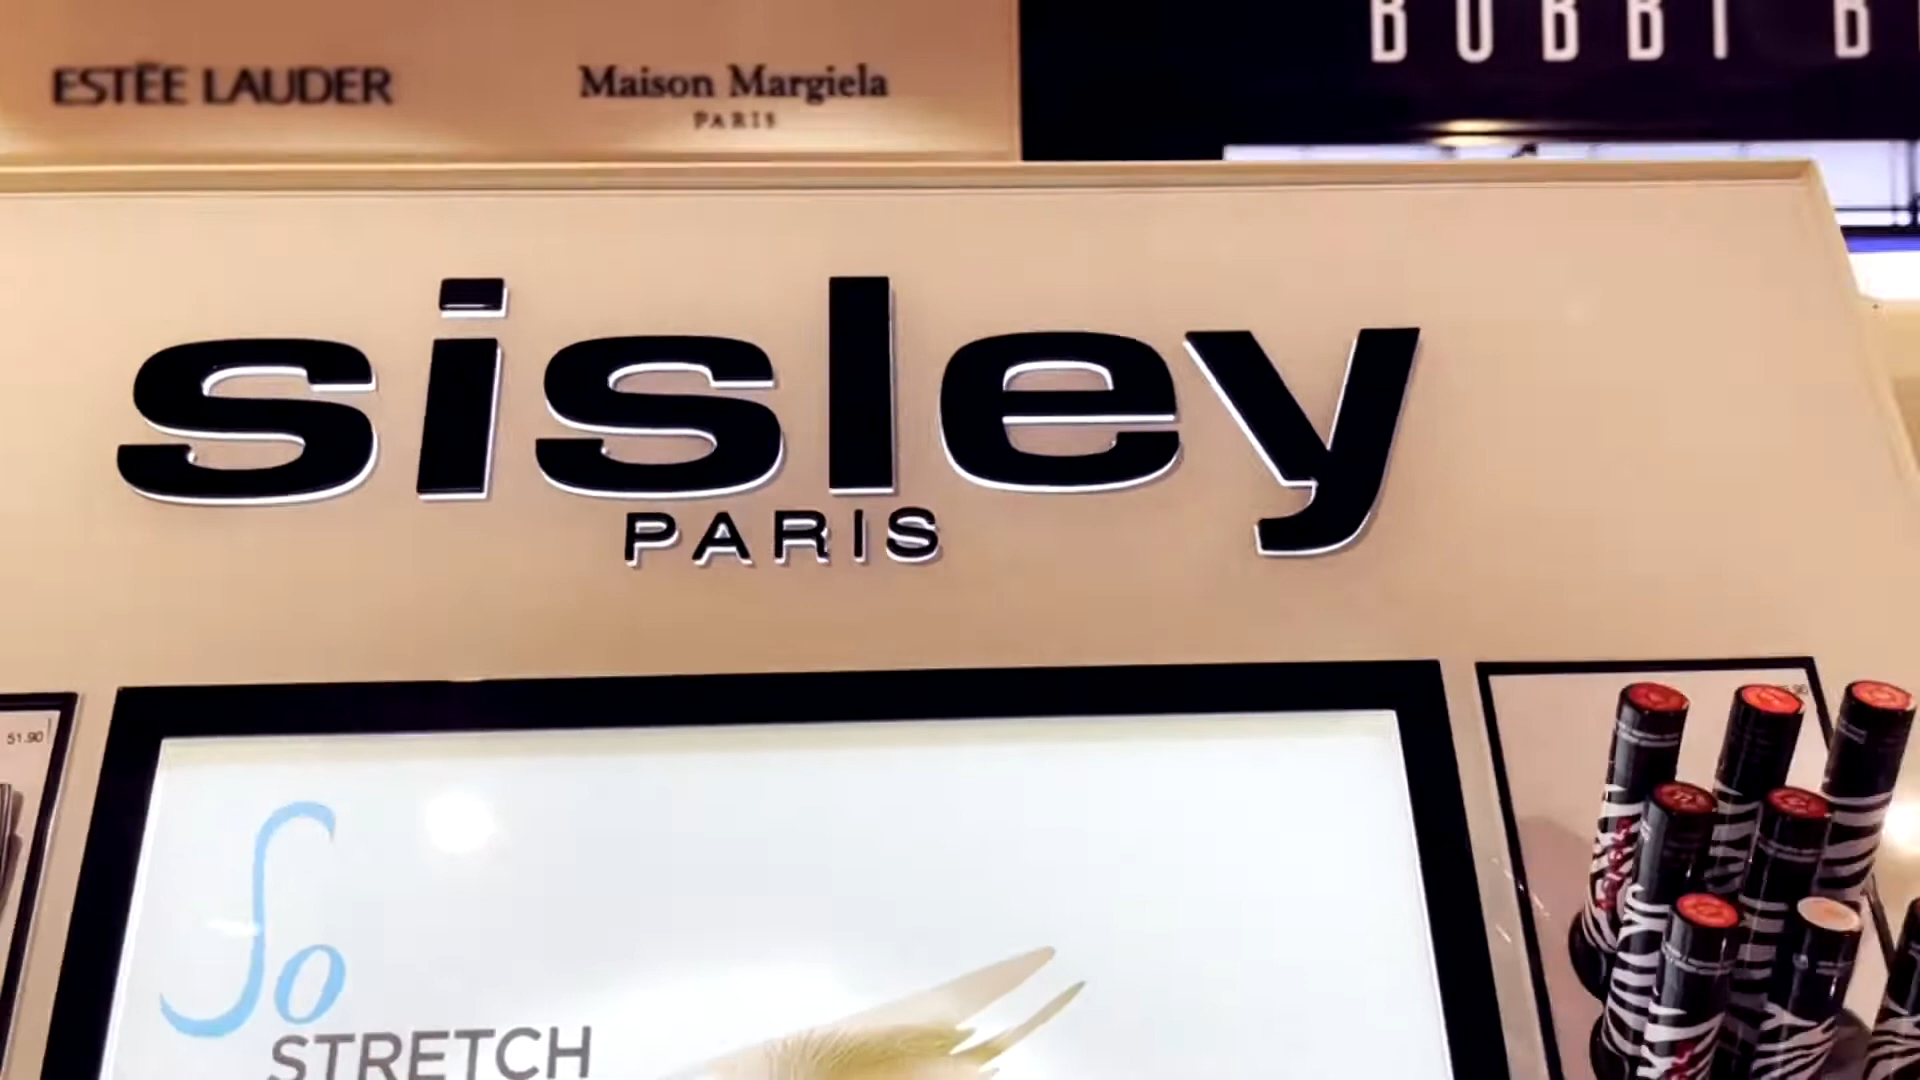 ESTĒE LAUDER
Maison Margiela
PARIS
BOBBI B
sisley
PARIS
51.90
So
STRETCH